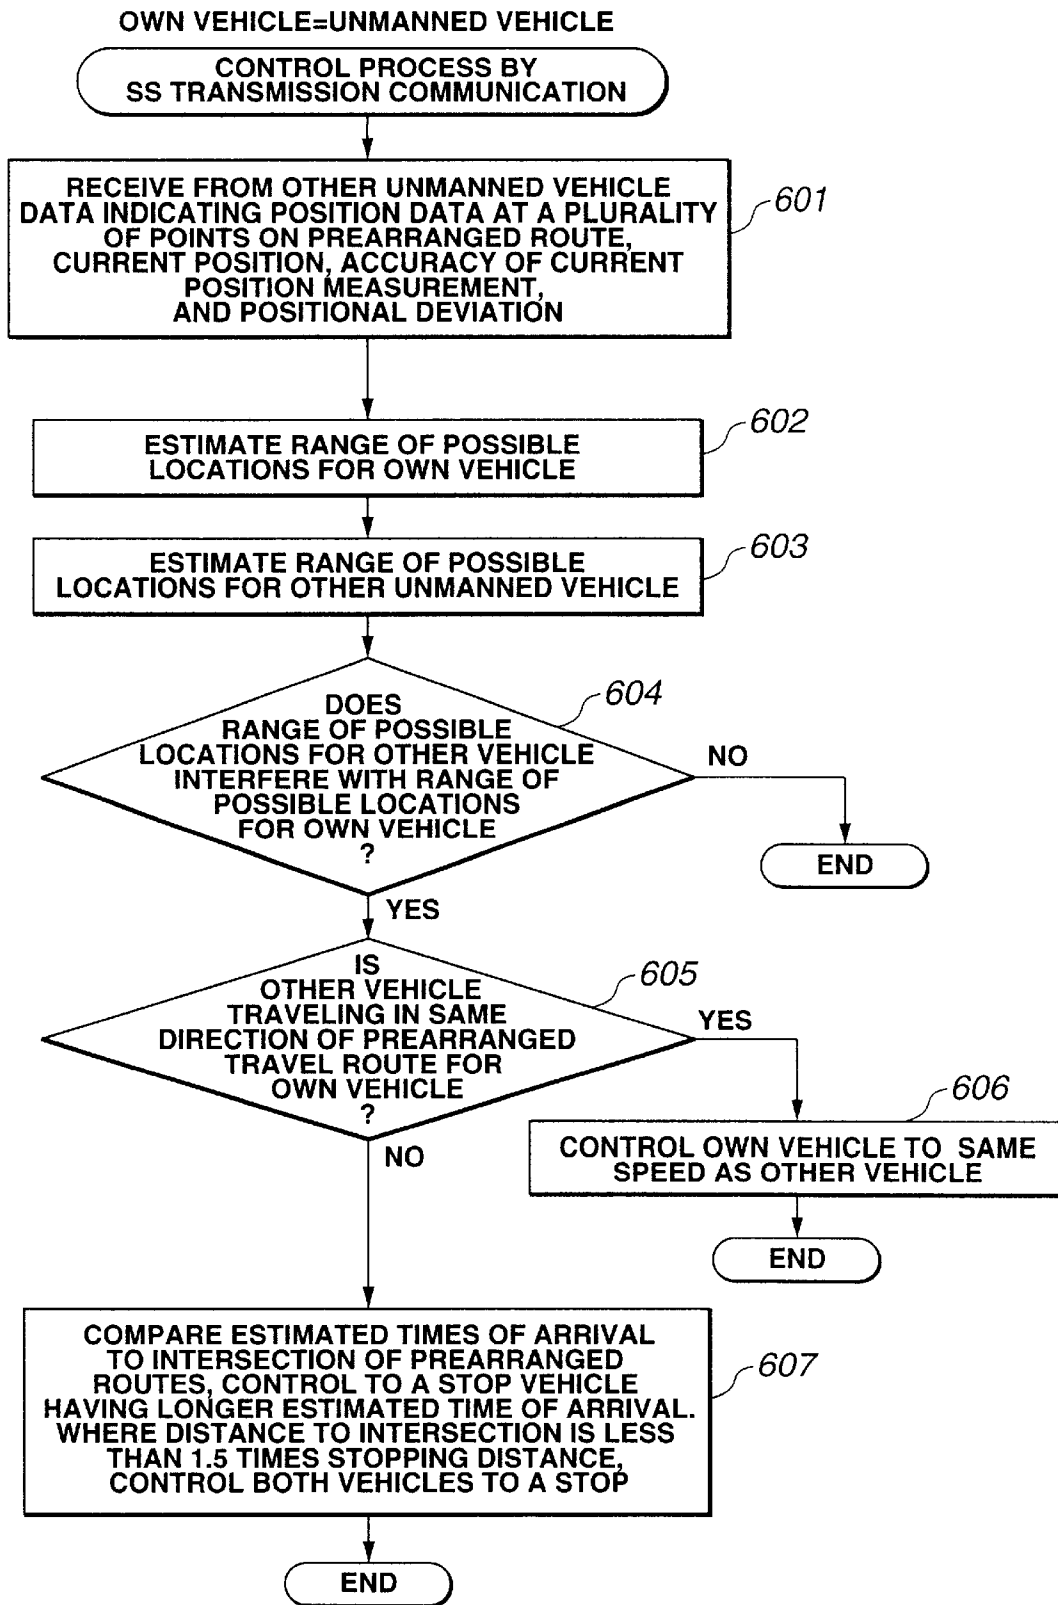 OWN VEHICLE=UNMANNED VEHICLE
CONTROL PROCESS BY
SS TRANSMISSION COMMUNICATION
RECEIVE FROM OTHER UNMANNED VEHICLE
DATA INDICATING POSITION DATA AT A PLURALITY
OF POINTS ON PREARRANGED ROUTE,
CURRENT POSITION, ACCURACY OF CURRENT
POSITION MEASUREMENT,
AND POSITIONAL DEVIATION
601
ESTIMATE RANGE OF POSSIBLE
LOCATIONS FOR OWN VEHICLE
602
ESTIMATE RANGE OF POSSIBLE
LOCATIONS FOR OTHER UNMANNED VEHICLE
603
DOES
RANGE OF POSSIBLE
LOCATIONS FOR OTHER VEHICLE
INTERFERE WITH RANGE OF
POSSIBLE LOCATIONS
FOR OWN VEHICLE
?
604
NO
END
YES
IS
OTHER VEHICLE
TRAVELING IN SAME
DIRECTION OF PREARRANGED
TRAVEL ROUTE FOR
OWN VEHICLE
?
605
YES
606
CONTROL OWN VEHICLE TO SAME
SPEED AS OTHER VEHICLE
END
NO
COMPARE ESTIMATED TIMES OF ARRIVAL
TO INTERSECTION OF PREARRANGED
ROUTES, CONTROL TO A STOP VEHICLE
HAVING LONGER ESTIMATED TIME OF ARRIVAL.
WHERE DISTANCE TO INTERSECTION IS LESS
THAN 1.5 TIMES STOPPING DISTANCE,
CONTROL BOTH VEHICLES TO A STOP
607
END